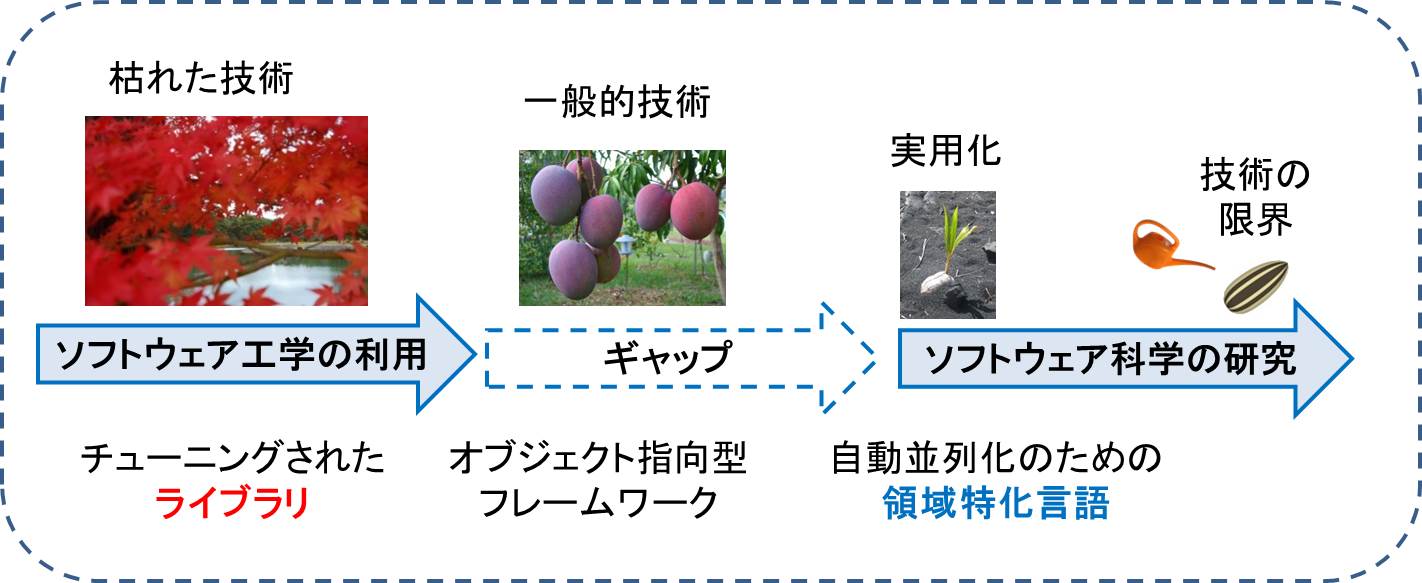 枯れた技術
一般的技術
実用化
技術の
限界
ソフトウェア工学の利用
ギャップ
ソフトウェア科学の研究
チューニングされた
ライブラリ
オブジェクト指向型
フレームワーク
自動並列化のための
領域特化言語